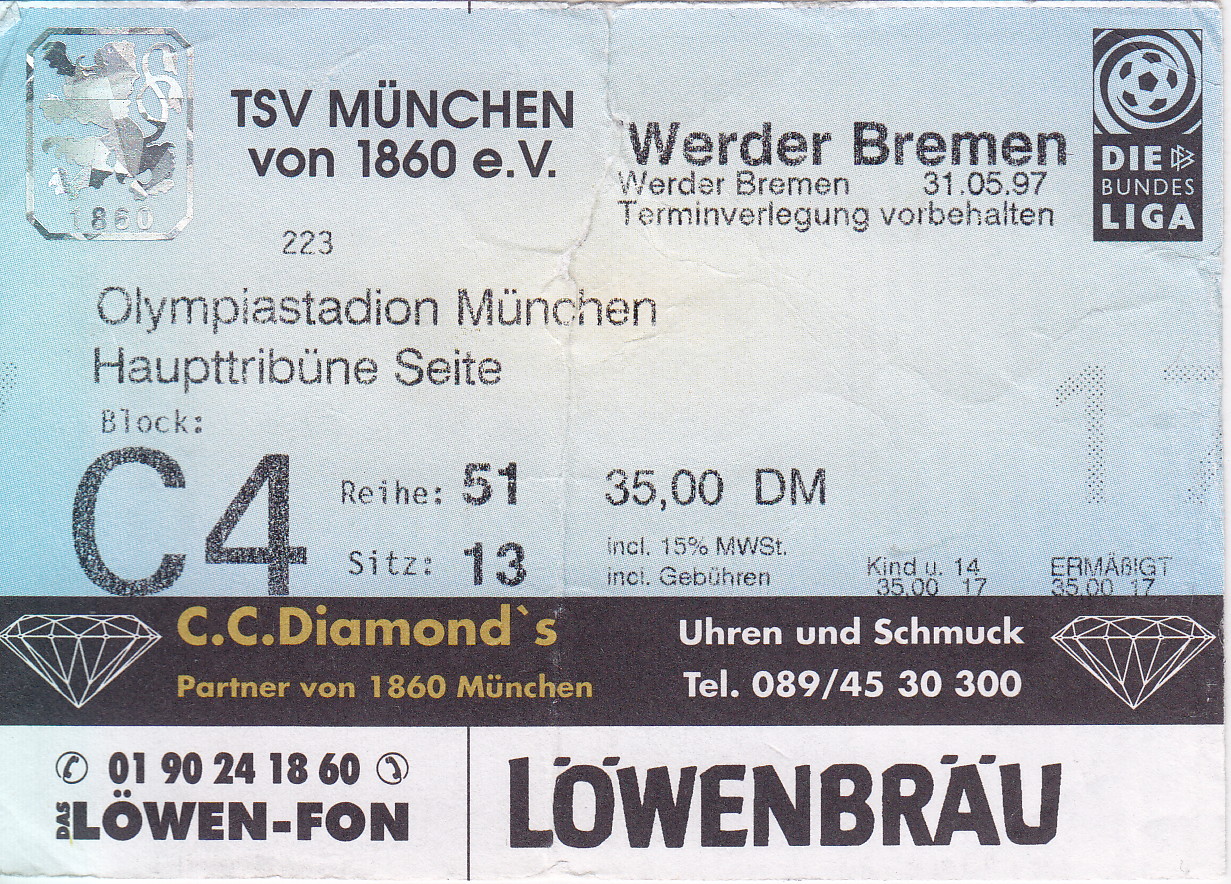 1860
TSV MÜNCHEN
von 1860 e.V.
223
Werder Bremen
Werder Bremen 31.05.97
Terminverlegung vorbehalten
DIE
BUNDES
LIGA
Olympiastadion München
Haupttribüne Seite
Block:
C4
Reihe: 51
Sitz: 13
35,00 DM
incl. 15% MWSt.
incl. Gebühren
17
Kind u. 14
35,00 17
ERMÄßIGT
35,00 17
C.C.Diamond`s
Partner von 1860 München
Uhren und Schmuck
Tel. 089/45 30 300
01 90 24 18 60
DAS LÖWEN-FON
LÖWENBRÄU